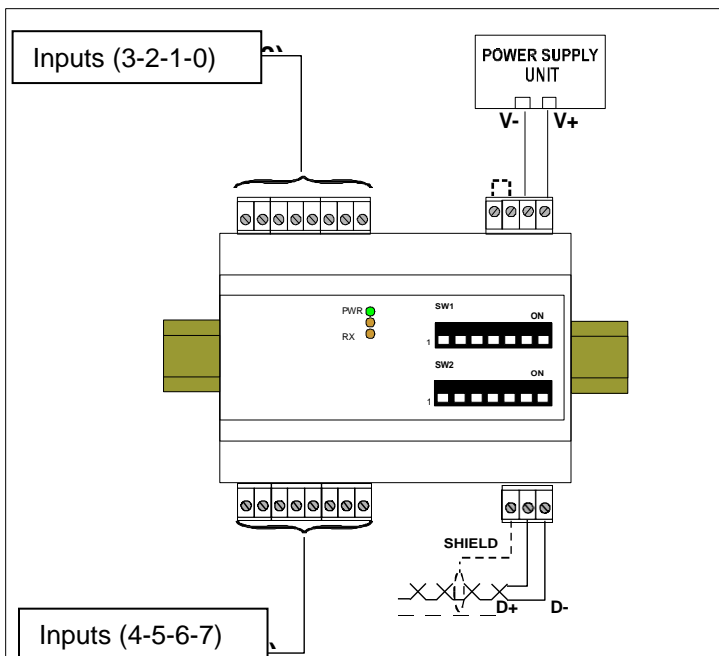 Inputs (3-2-1-0)
POWER SUPPLY
UNIT
V- V+
PWR
RX
SW1
ON
1
SW2
ON
1
SHIELD
D+ D-
Inputs (4-5-6-7)